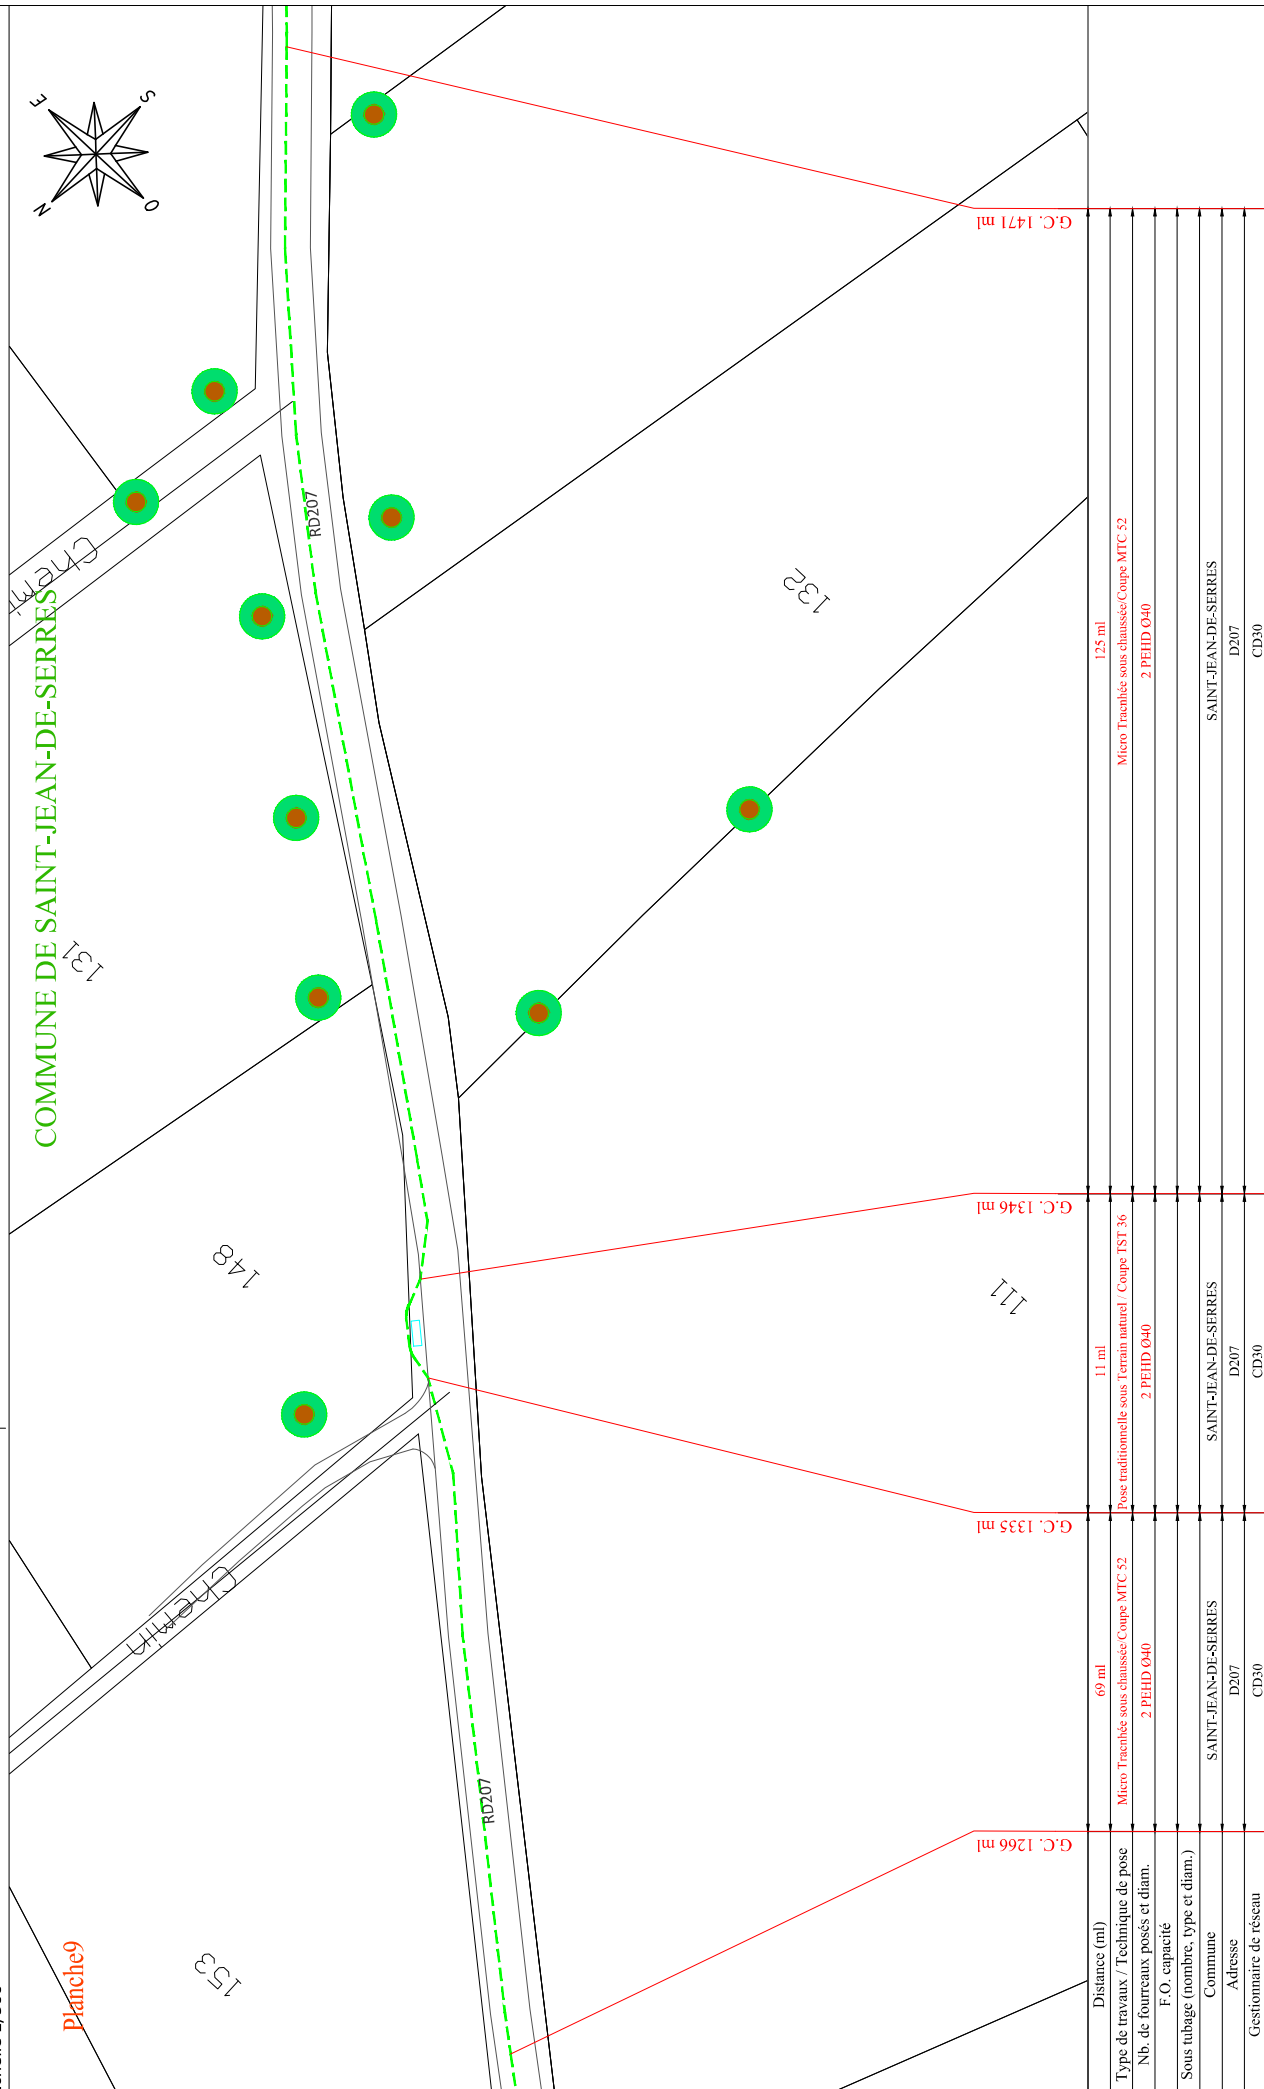 Planche9
COMMUNE DE SAINT-JEAN-DE-SERRES
N
E
S
O
153
Chemin
148
131
Chemi
RD207
RD207
132
111
G.C. 1266 ml
G.C. 1335 ml
G.C. 1346 ml
G.C. 1471 ml
Distance (ml)
69 ml
11 ml
125 ml
Type de travaux / Technique de pose
Micro Tracnhée sous chaussée/Coupe MTC 52
Pose traditionnelle sous Terrain naturel / Coupe TST 36
Micro Tracnhée sous chaussée/Coupe MTC 52
Nb. de fourreaux posés et diam.
2 PEHD Ø40
2 PEHD Ø40
2 PEHD Ø40
F.O. capacité
Sous tubage (nombre, type et diam.)
Commune
SAINT-JEAN-DE-SERRES
SAINT-JEAN-DE-SERRES
SAINT-JEAN-DE-SERRES
Adresse
D207
D207
D207
Gestionnaire de réseau
CD30
CD30
CD30